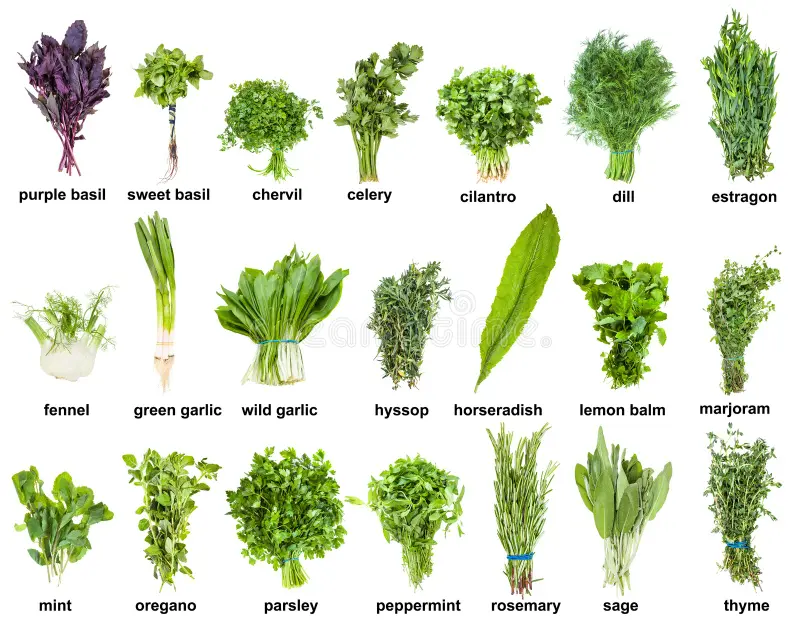 purple basil sweet basil chervil celery cilantro dill estragon
dreamstime
fennel green garlic wild garlic hyssop horseradish lemon balm marjoram
mint oregano parsley peppermint rosemary sage thyme